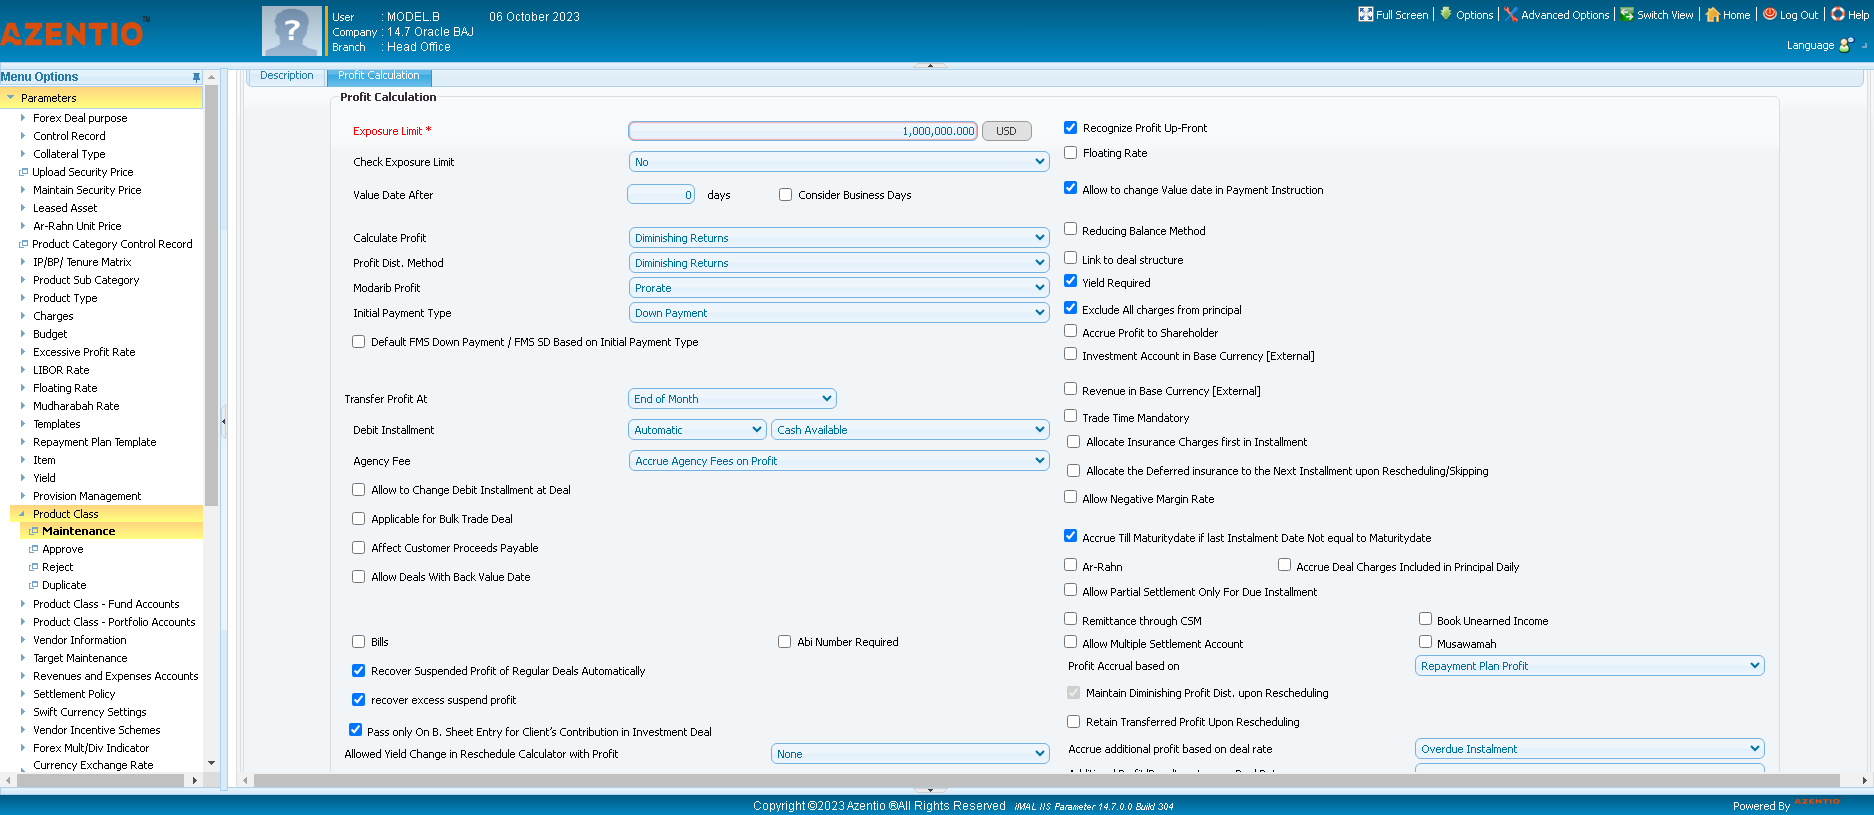 AZENTIO™
User : MODEL.B 06 October 2023
Company : 14.7 Oracle BAJ
Branch : Head Office
Full Screen Options Advanced Options Switch View Home Log Out Help
Language
Menu Options
Parameters
Forex Deal purpose
Control Record
Collateral Type
Upload Security Price
Maintain Security Price
Leased Asset
Ar-Rahn Unit Price
Product Category Control Record
IP/BP/ Tenure Matrix
Product Sub Category
Product Type
Charges
Budget
Excessive Profit Rate
LIBOR Rate
Floating Rate
Mudharabah Rate
Templates
Repayment Plan Template
Item
Yield
Provision Management
Product Class
Maintenance
Approve
Reject
Duplicate
Product Class - Fund Accounts
Product Class - Portfolio Accounts
Vendor Information
Target Maintenance
Revenues and Expenses Accounts
Settlement Policy
Swift Currency Settings
Vendor Incentive Schemes
Forex Mult/Div Indicator
Currency Exchange Rate
Description Profit Calculation
Profit Calculation
Exposure Limit * 1,000,000.000 USD
Check Exposure Limit No
Value Date After 0 days Consider Business Days
Calculate Profit Diminishing Returns
Profit Dist. Method Diminishing Returns
Modarib Profit Prorate
Initial Payment Type Down Payment
Default FMS Down Payment / FMS SD Based on Initial Payment Type
Transfer Profit At End of Month
Debit Installment Automatic Cash Available
Agency Fee Accrue Agency Fees on Profit
Allow to Change Debit Installment at Deal
Applicable for Bulk Trade Deal
Affect Customer Proceeds Payable
Allow Deals With Back Value Date
Bills Abi Number Required
Recover Suspended Profit of Regular Deals Automatically
recover excess suspend profit
Pass only On B. Sheet Entry for Client's Contribution in Investment Deal
Allowed Yield Change in Reschedule Calculator with Profit None
Recognize Profit Up-Front
Floating Rate
Allow to change Value date in Payment Instruction
Reducing Balance Method
Link to deal structure
Yield Required
Exclude All charges from principal
Accrue Profit to Shareholder
Investment Account in Base Currency [External]
Revenue in Base Currency [External]
Trade Time Mandatory
Allocate Insurance Charges first in Installment
Allocate the Deferred insurance to the Next Installment upon Rescheduling/Skipping
Allow Negative Margin Rate
Accrue Till Maturitydate if last Instalment Date Not equal to Maturitydate
Ar-Rahn Accrue Deal Charges Included in Principal Daily
Allow Partial Settlement Only For Due Installment
Remittance through CSM Book Unearned Income
Allow Multiple Settlement Account Musawamah
Profit Accrual based on Repayment Plan Profit
Maintain Diminishing Profit Dist. upon Rescheduling
Retain Transferred Profit Upon Rescheduling
Accrue additional profit based on deal rate Overdue Instalment
Copyright ©2023 Azentio ®All Rights Reserved iMAL IIS Parameter 14.7.0.0 Build 304
Powered By AZENTIO